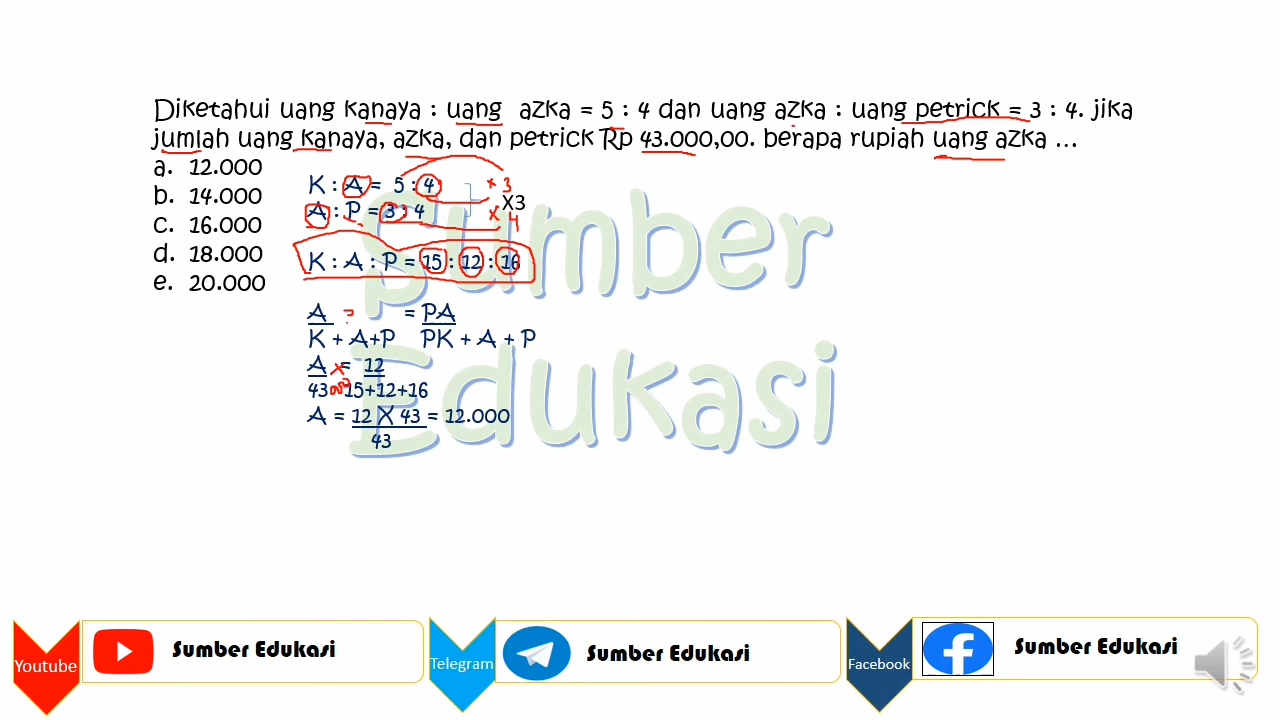 Diketahui uang kanaya : uang azka = 5 : 4 dan uang azka : uang petrick = 3 : 4. jika
jumlah uang kanaya, azka, dan petrick Rp 43.000,00. berapa rupiah uang azka ...
a. 12.000
b. 14.000
c. 16.000
d. 18.000
e. 20.000
K : A = 5 : 4 x 3
X3
A : P = 3 : 4 x 4
K : A : P = 15 : 12 : 16
A = PA
K + A+P PK + A + P
A = 12
43 15+12+16
A = 12 X 43 = 12.000
43
Sumber
Edukasi
Youtube
Sumber Edukasi
Telegram
Sumber Edukasi
Facebook
Sumber Edukasi